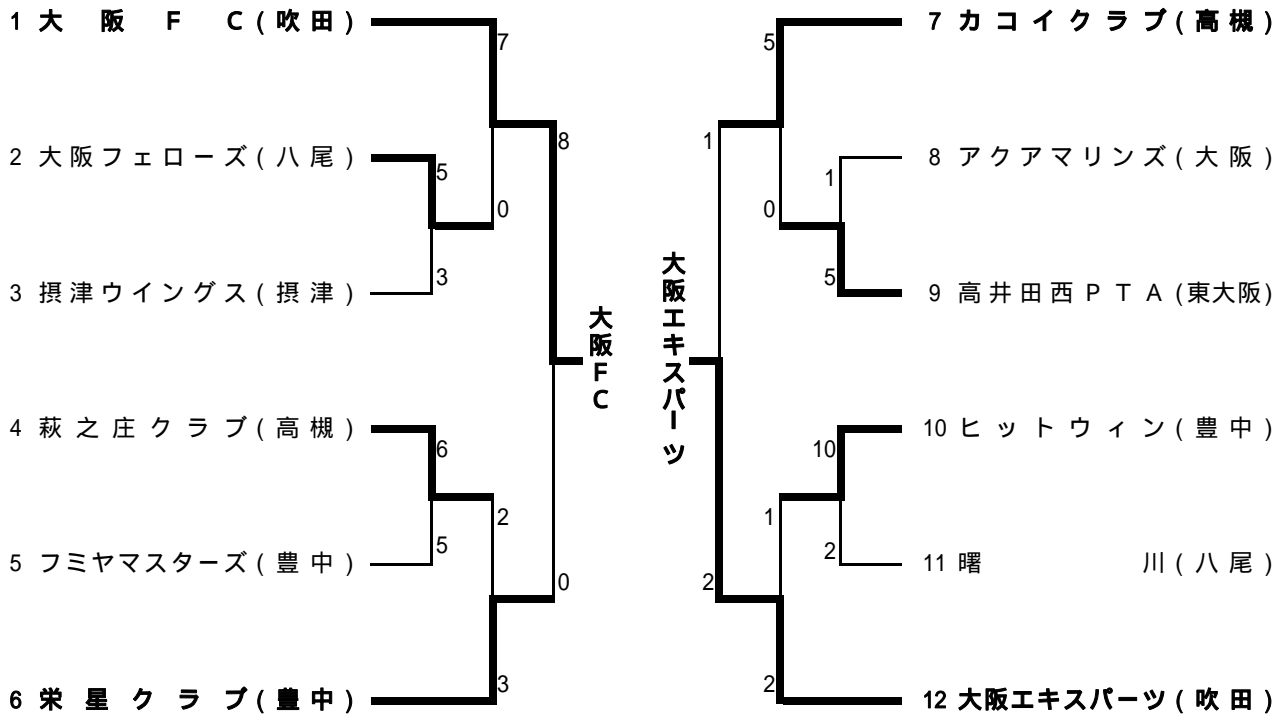 1 大阪FC(吹田)
7
2 大阪フェローズ(八尾)
5
0
3
3 摂津ウイングス(摂津)
8
4 萩之庄クラブ(高槻)
6
2
5
5 フミヤマスターズ(豊中)
0
3
6 栄星クラブ(豊中)
大阪FC
大阪エキスパーツ
7 カコイクラブ(高槻)
5
1
8 アクアマリンズ(大阪)
1
0
5
9 高井田西PTA(東大阪)
10 ヒットウィン(豊中)
10
1
2
11 曙川(八尾)
2
2
12 大阪エキスパーツ(吹田)